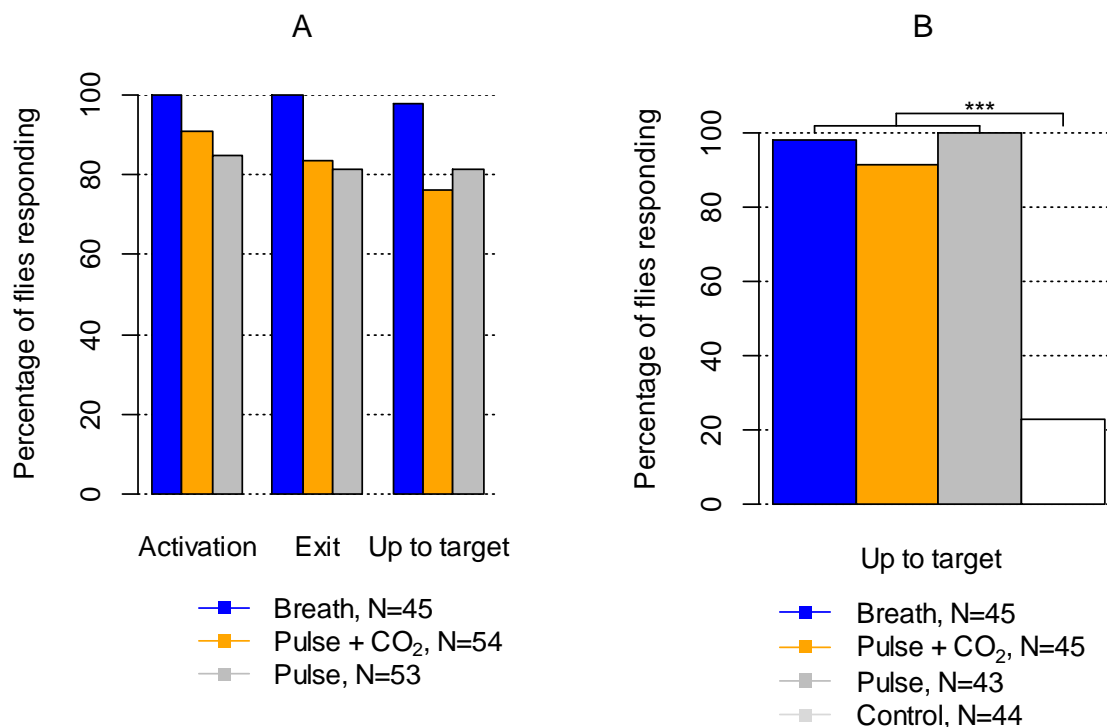 A
Percentage of flies responding
100
80
60
40
20
0
Activation Exit Up to target
Breath, N=45
Pulse + CO₂, N=54
Pulse, N=53
B
***
Percentage of flies responding
100
80
60
40
20
0
Up to target
Breath, N=45
Pulse + CO₂, N=45
Pulse, N=43
Control, N=44